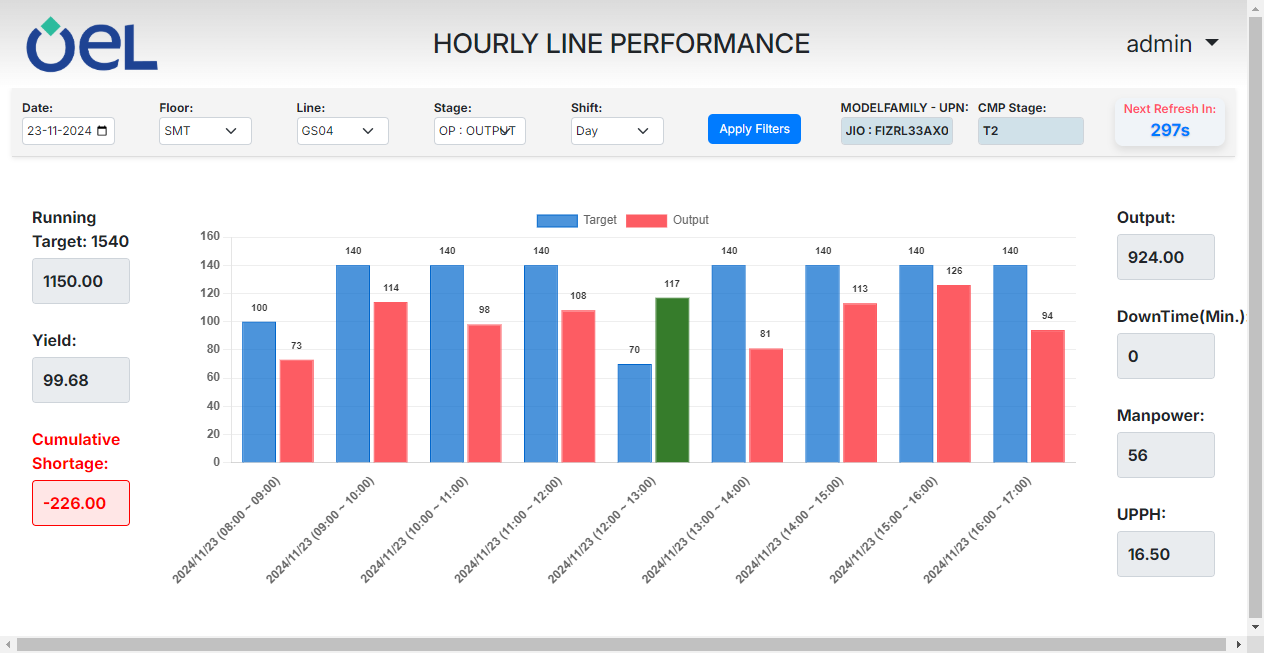 oeL
HOURLY LINE PERFORMANCE
admin
Date: Floor: Line: Stage: Shift: MODELFAMILY - UPN: CMP Stage: Next Refresh In:
23-11-2024 SMT GS04 OP : OUTPUT Day Apply Filters JIO : FIZRL33AX0 T2 297s
Running
Target: 1540
1150.00
Yield:
99.68
Cumulative
Shortage:
-226.00
Target Output
160
140
120
100
80
60
40
20
0
100 73 140 114 140 98 140 108 70 117 140 81 140 113 140 126 140 94
2024/11/23 (08:00 ~ 09:00)
2024/11/23 (09:00 ~ 10:00)
2024/11/23 (10:00 ~ 11:00)
2024/11/23 (11:00 ~ 12:00)
2024/11/23 (12:00 ~ 13:00)
2024/11/23 (13:00 ~ 14:00)
2024/11/23 (14:00 ~ 15:00)
2024/11/23 (15:00 ~ 16:00)
2024/11/23 (16:00 ~ 17:00)
Output:
924.00
DownTime(Min.):
0
Manpower:
56
UPPH:
16.50